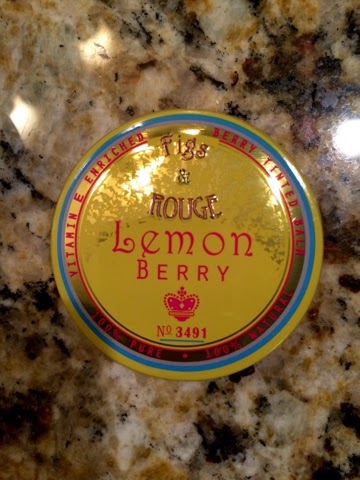 VITAMIN E ENRICHED
BERRY TINTED BALM
Figs
&
ROUGE
LEMON
BERRY
No 3491
100% PURE • 100% NATURAL